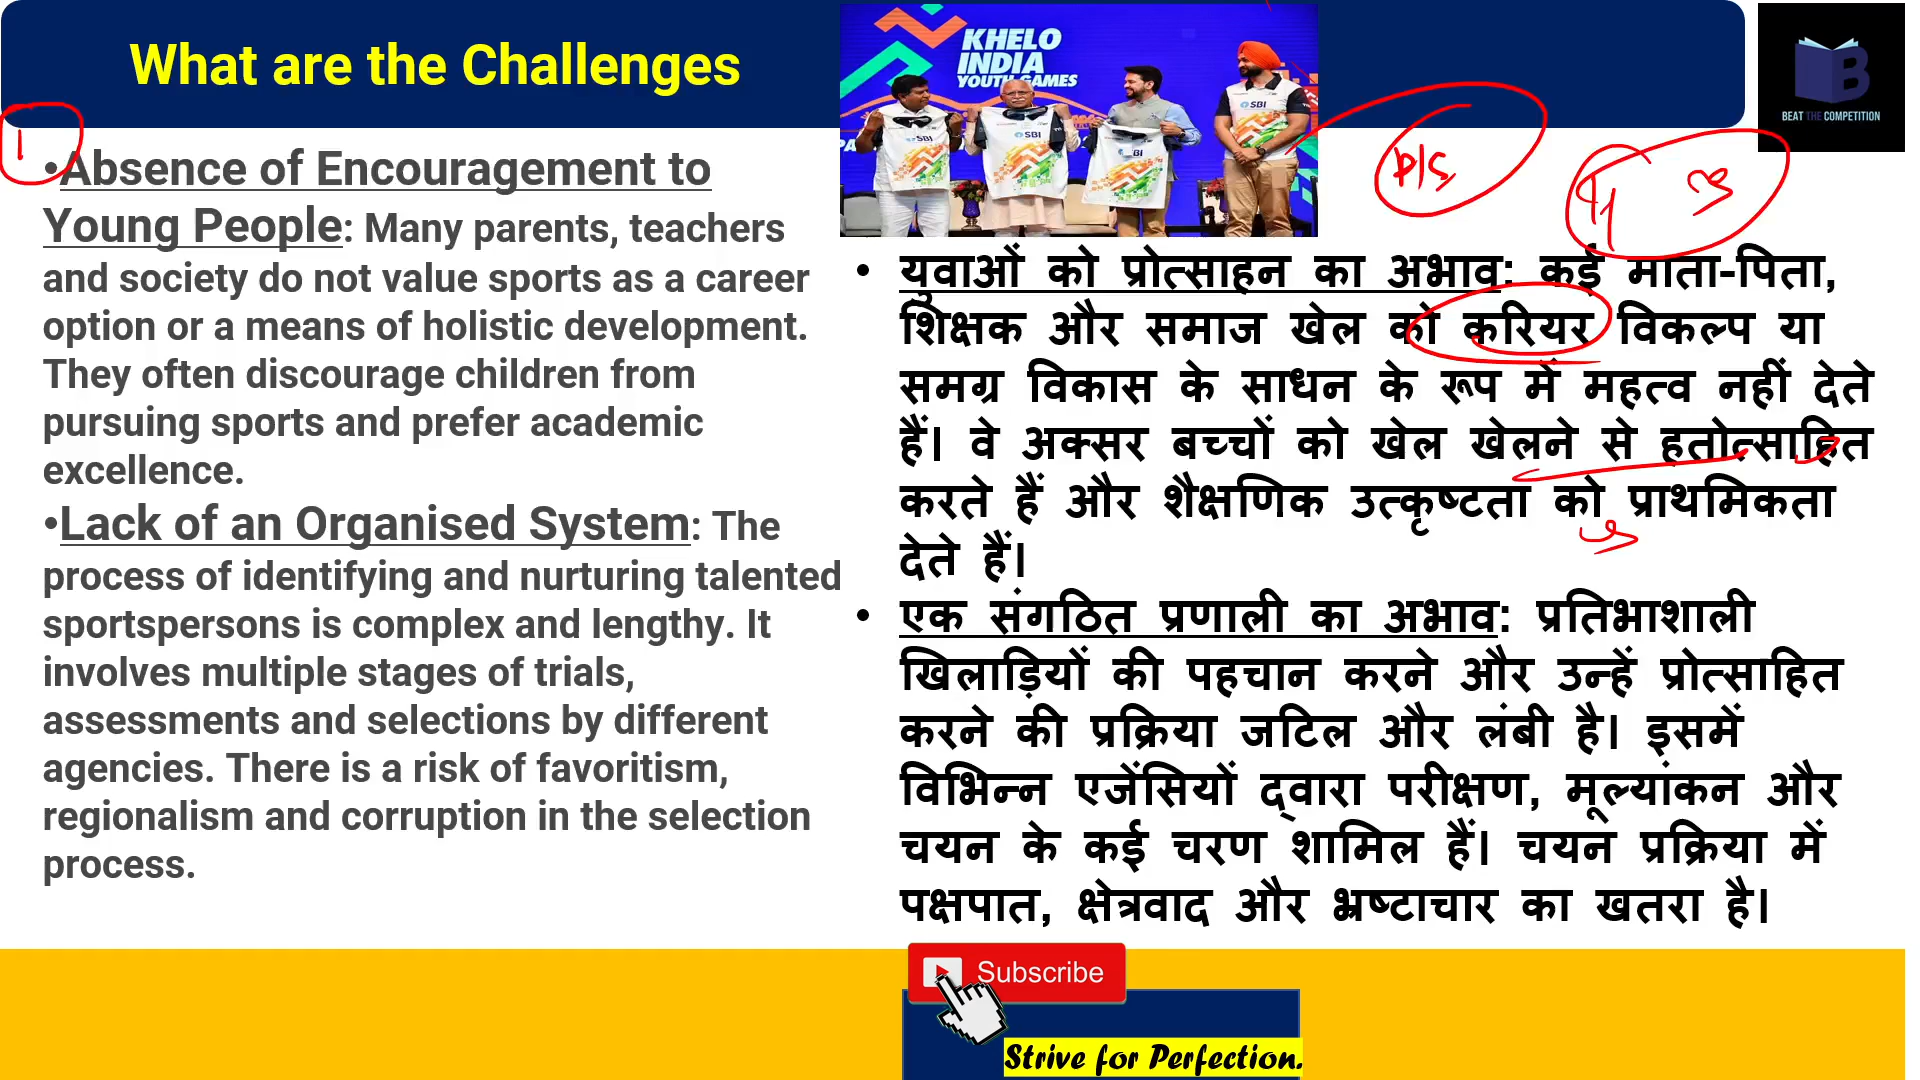 What are the Challenges
KHELO
INDIA
YOUTH GAMES
SBI
SBI
SBI
BEAT THE COMPETITION
1
P/S
•Absence of Encouragement to
Young People: Many parents, teachers
and society do not value sports as a career
option or a means of holistic development.
They often discourage children from
pursuing sports and prefer academic
excellence.
•Lack of an Organised System: The
process of identifying and nurturing talented
sportspersons is complex and lengthy. It
involves multiple stages of trials,
assessments and selections by different
agencies. There is a risk of favoritism,
regionalism and corruption in the selection
process.
• युवाओं को प्रोत्साहन का अभाव: कई माता-पिता,
शिक्षक और समाज खेल को करियर विकल्प या
समग्र विकास के साधन के रूप में महत्व नहीं देते
हैं। वे अक्सर बच्चों को खेल खेलने से हतोत्साहित
करते हैं और शैक्षणिक उत्कृष्टता को प्राथमिकता
देते हैं।
• एक संगठित प्रणाली का अभाव: प्रतिभाशाली
खिलाड़ियों की पहचान करने और उन्हें प्रोत्साहित
करने की प्रक्रिया जटिल और लंबी है। इसमें
विभिन्न एजेंसियों द्वारा परीक्षण, मूल्यांकन और
चयन के कई चरण शामिल हैं। चयन प्रक्रिया में
पक्षपात, क्षेत्रवाद और भ्रष्टाचार का खतरा है।
Subscribe
Strive for Perfection.